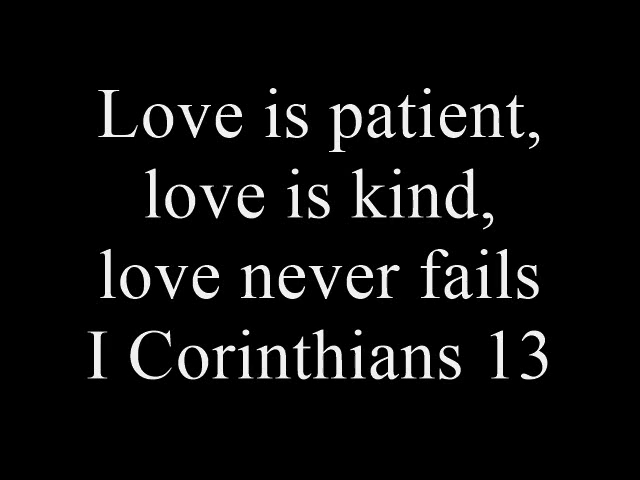 Love is patient,
love is kind,
love never fails
I Corinthians 13